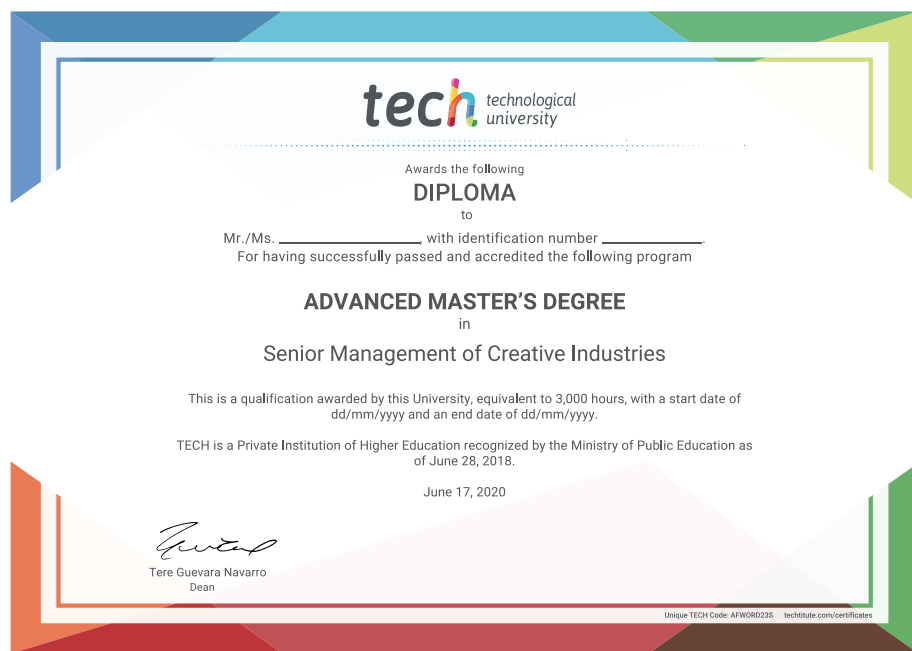 tech technological
university
Awards the following
DIPLOMA
to
Mr./Ms. ____________________, with identification number ______________.
For having successfully passed and accredited the following program
ADVANCED MASTER'S DEGREE
in
Senior Management of Creative Industries
This is a qualification awarded by this University, equivalent to 3,000 hours, with a start date of
dd/mm/yyyy and an end date of dd/mm/yyyy.
TECH is a Private Institution of Higher Education recognized by the Ministry of Public Education as
of June 28, 2018.
June 17, 2020
Tere Guevara Navarro
Dean
Unique TECH Code: AFWORD23S techtitute.com/certificates